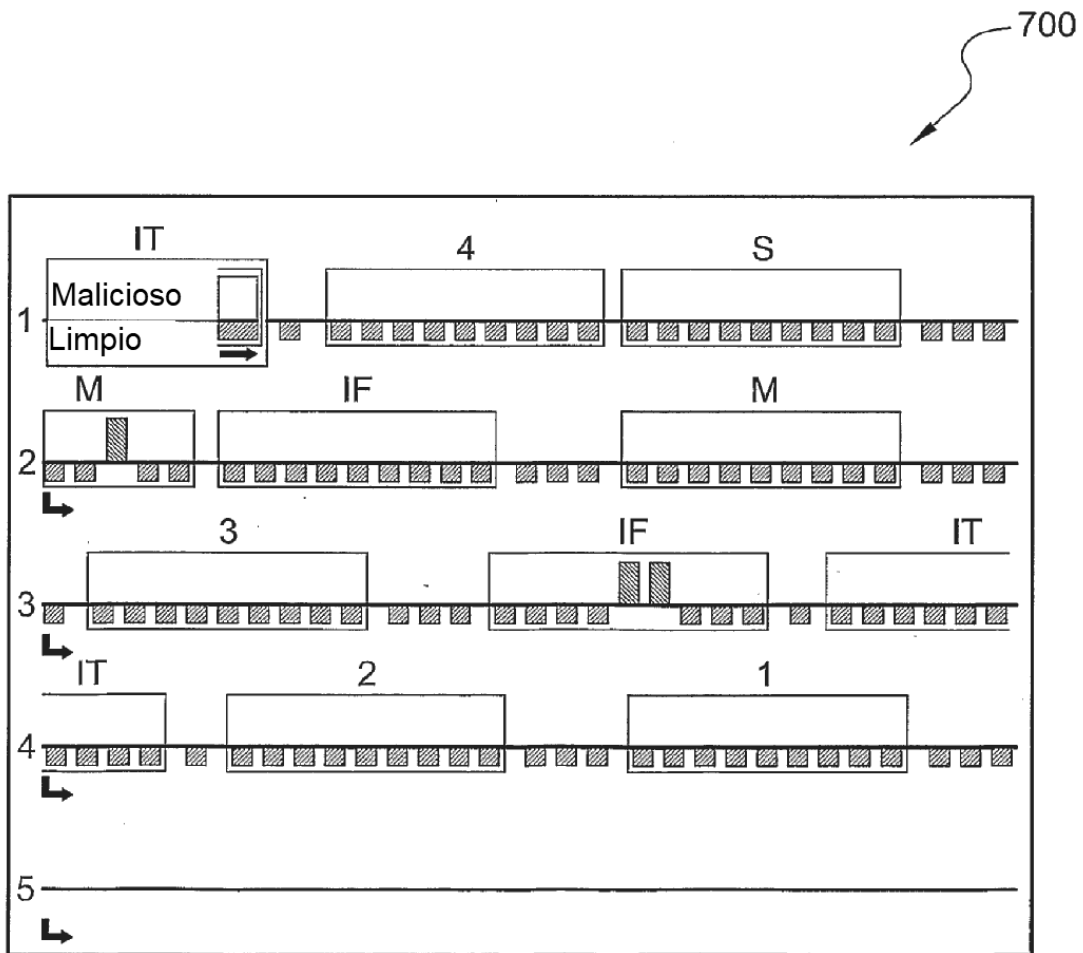 700
IT 4 S
Malicioso
1
Limpio
M IF M
2
3 IF IT
3
IT 2 1
4
5